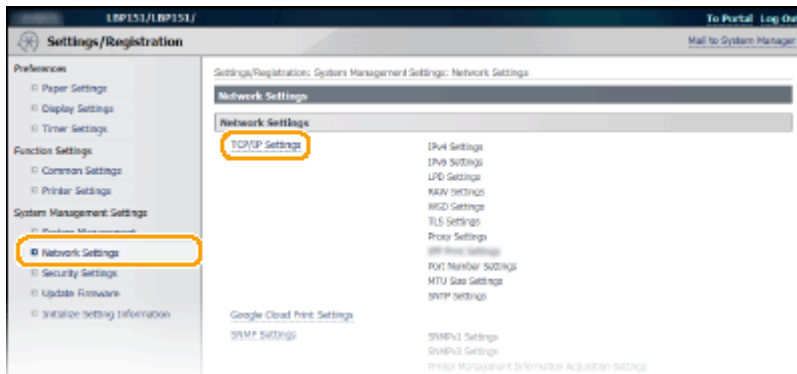 LBP151/LBP151/
To Portal Log Ou
Settings/Registration
Mail to System Manager
Preferences
Paper Settings
Display Settings
Timer Settings
Function Settings
Common Settings
Printer Settings
System Management Settings
System Management
Network Settings
Security Settings
Update Firmware
Initialize Setting Information
Settings/Registration: System Management Settings: Network Settings
Network Settings
Network Settings
TCP/IP Settings
IPv4 Settings
IPv6 Settings
LPD Settings
RAW Settings
WSD Settings
TLS Settings
Proxy Settings
Port Number Settings
MTU Size Settings
SNTP Settings
Google Cloud Print Settings
SNMP Settings
SNMPv1 Settings
SNMPv3 Settings
Printer Management Information Acquisition Settings